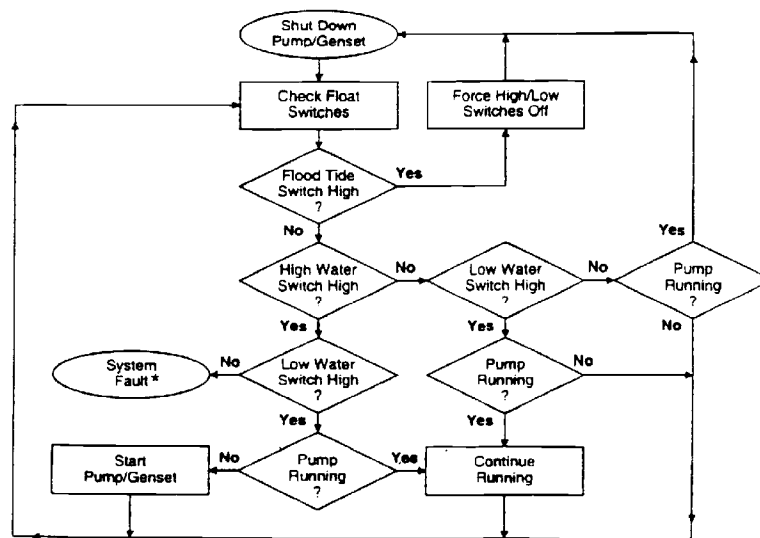 Shut Down
Pump/Genset
Check Float
Switches
Force High/Low
Switches Off
Flood Tide
Switch High
?
Yes
No
High Water
Switch High
?
No
Low Water
Switch High
?
No
Pump
Running
?
Yes
No
Yes
Yes
System
Fault*
No
Low Water
Switch High
?
Pump
Running
?
No
Yes
Yes
Start
Pump/Genset
No
Pump
Running
?
Yes
Continue
Running